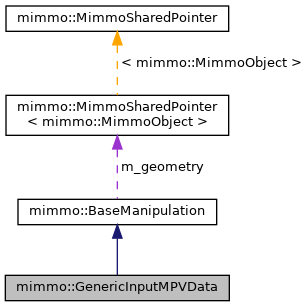 mimmo::MimmoSharedPointer
< mimmo::MimmoObject >
mimmo::MimmoSharedPointer
< mimmo::MimmoObject >
m_geometry
mimmo::BaseManipulation
mimmo::GenericInputMPVData